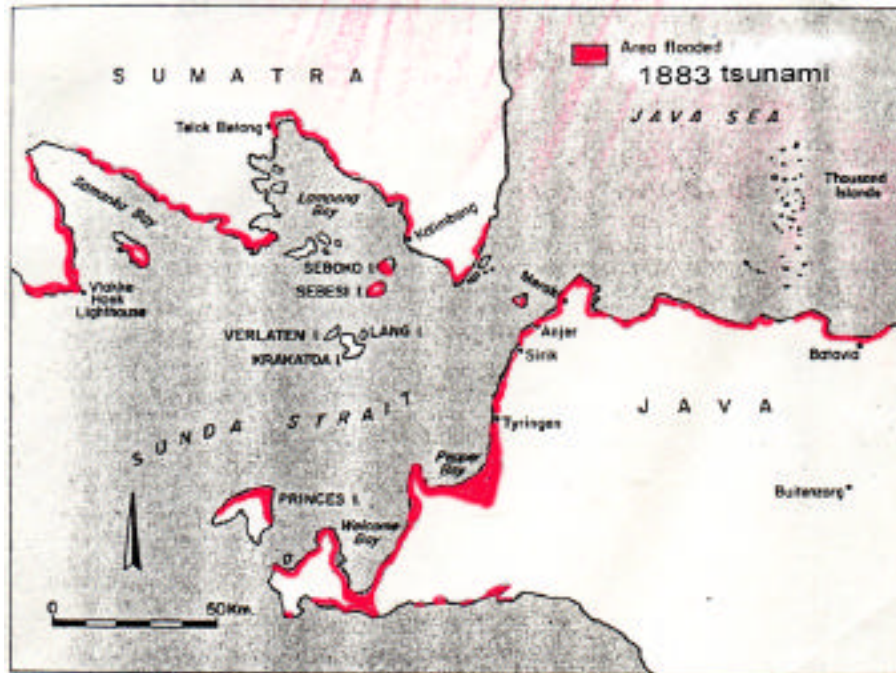 Area flooded
1883 tsunami
SUMATRA
JAVA SEA
Telok Betong
Thousand
Islands
Lampong
Bay
Samanka Bay
Kalimbang
SEBOKO I.
SEBESI I.
Merak
Vlakke
Hoek
Lighthouse
VERLATEN I.
LANG I.
KRAKATOA I.
Anjer
Sirik
Batavia
SUNDA STRAIT
JAVA
Tyringen
Pepper
Bay
Buitenzorg
PRINCES I.
Welcome
Bay
0
50Km.